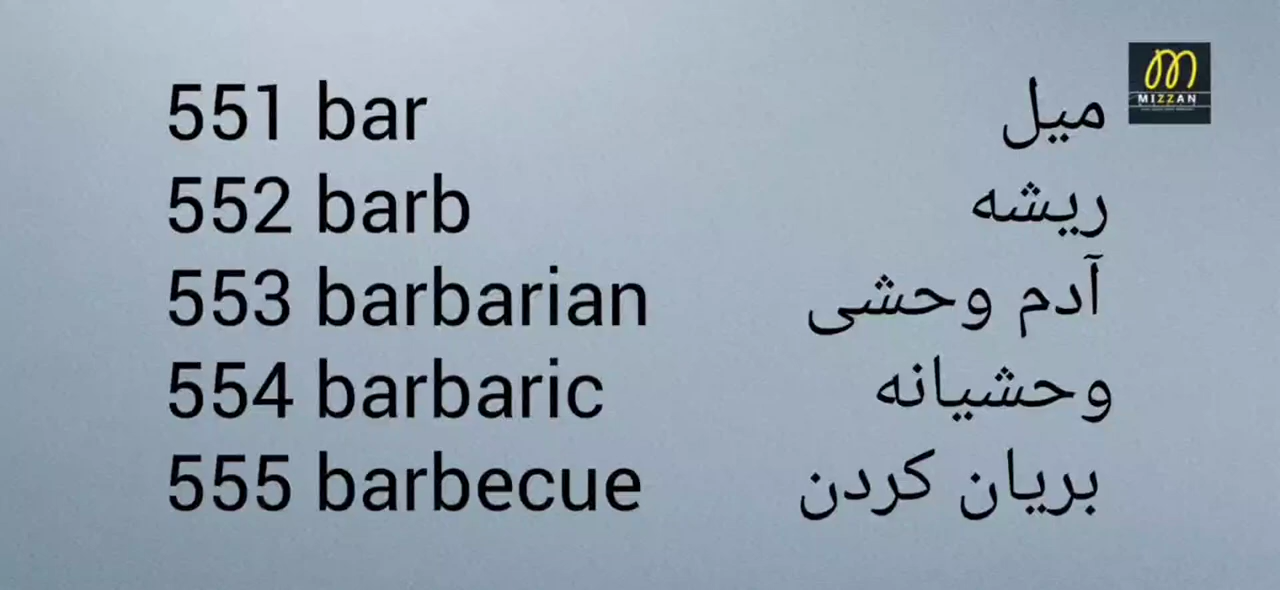 551 bar میل
552 barb ریشه
553 barbarian آدم وحشی
554 barbaric وحشیانه
555 barbecue بریان کردن
MIZZAN